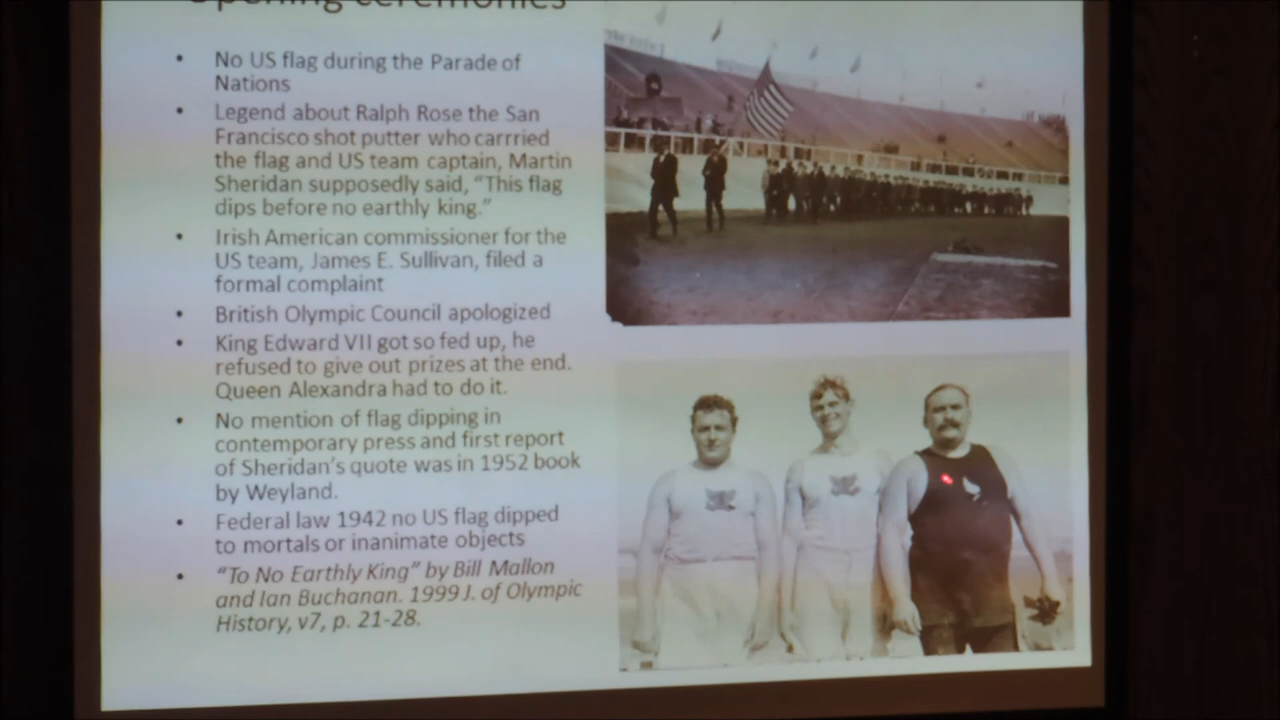 Opening ceremonies
• No US flag during the Parade of
Nations
• Legend about Ralph Rose the San
Francisco shot putter who carrried
the flag and US team captain, Martin
Sheridan supposedly said, “This flag
dips before no earthly king.”
• Irish American commissioner for the
US team, James E. Sullivan, filed a
formal complaint
• British Olympic Council apologized
• King Edward VII got so fed up, he
refused to give out prizes at the end.
Queen Alexandra had to do it.
• No mention of flag dipping in
contemporary press and first report
of Sheridan’s quote was in 1952 book
by Weyland.
• Federal law 1942 no US flag dipped
to mortals or inanimate objects
• “To No Earthly King” by Bill Mallon
and Ian Buchanan. 1999 J. of Olympic
History, v7, p. 21-28.